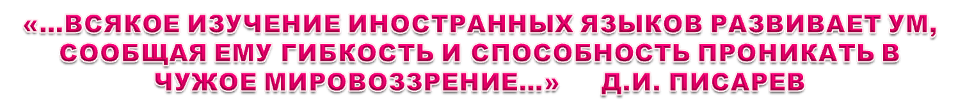 «...ВСЯКОЕ ИЗУЧЕНИЕ ИНОСТРАННЫХ ЯЗЫКОВ РАЗВИВАЕТ УМ,
СООБЩАЯ ЕМУ ГИБКОСТЬ И СПОСОБНОСТЬ ПРОНИКАТЬ В
ЧУЖОЕ МИРОВОЗЗРЕНИЕ...» Д.И. ПИСАРЕВ